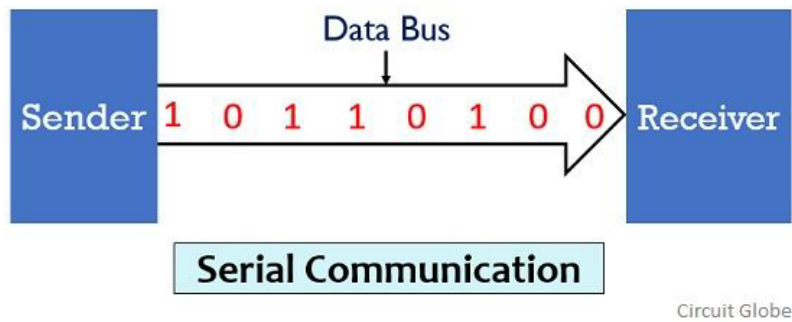 Data Bus
Sender 1 0 1 1 0 1 0 0 Receiver
Serial Communication
Circuit Globe